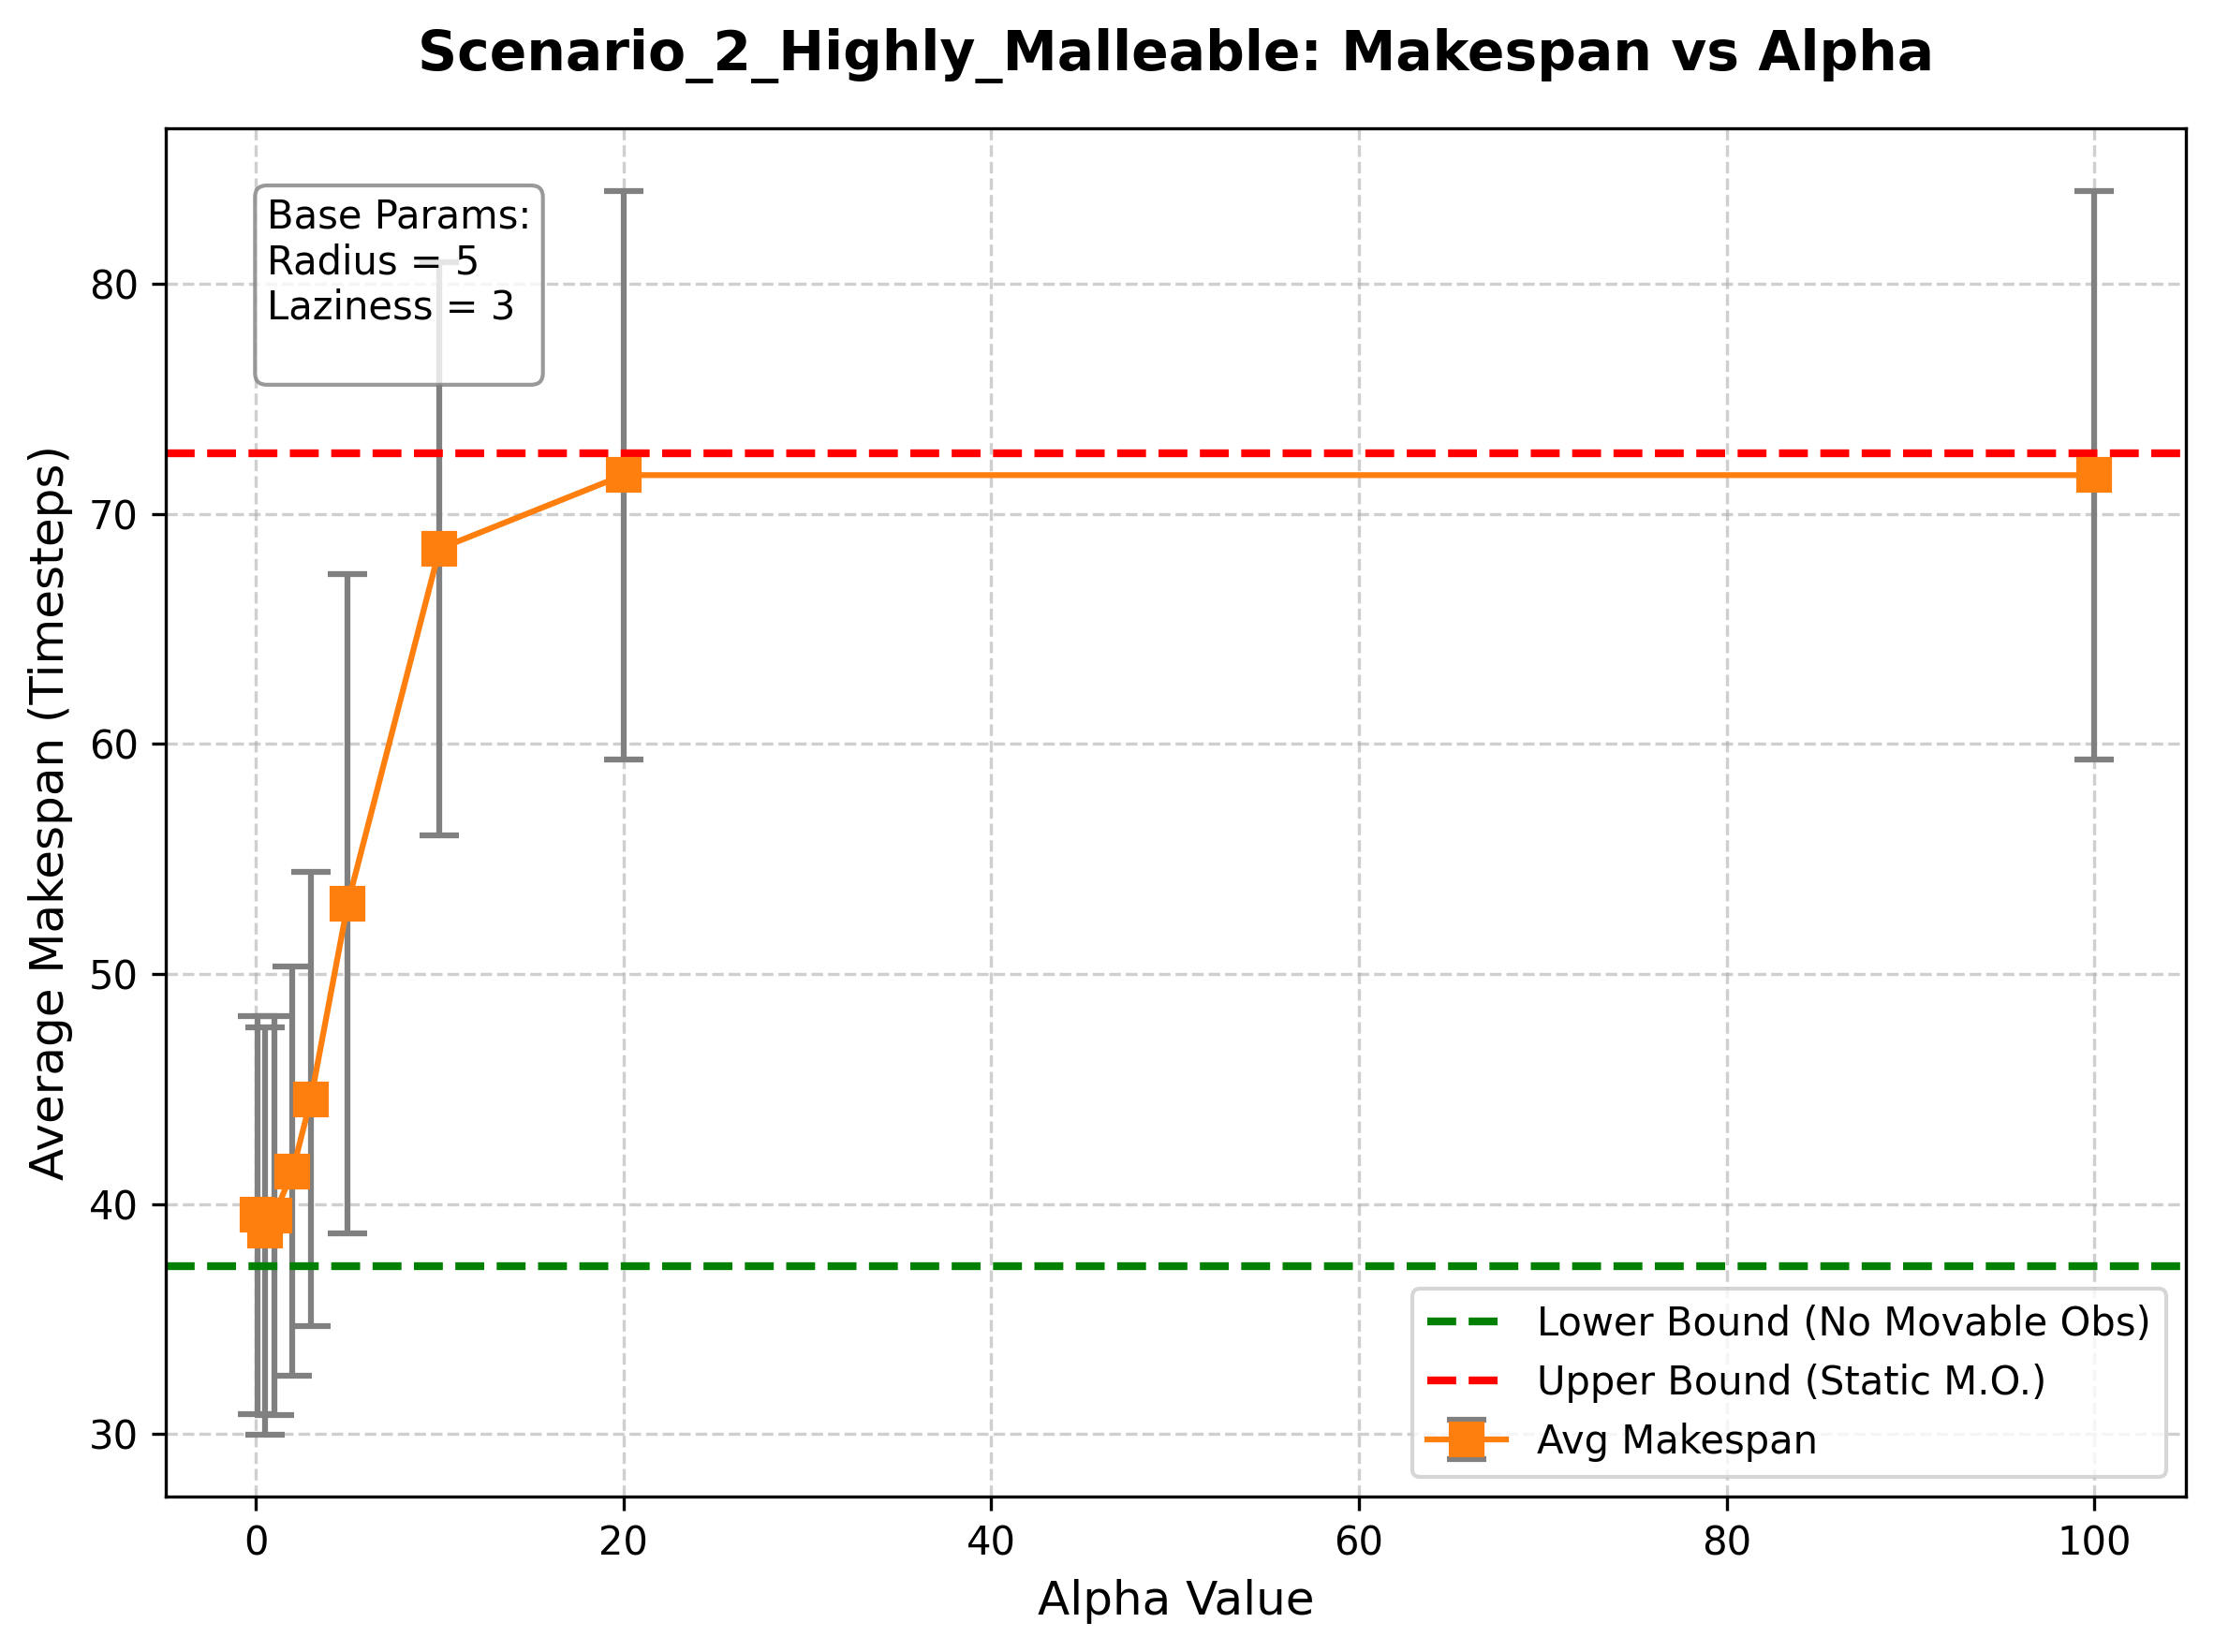 Scenario_2_Highly_Malleable: Makespan vs Alpha
Average Makespan (Timesteps)
80
70
60
50
40
30
Base Params:
Radius = 5
Laziness = 3
Lower Bound (No Movable Obs)
Upper Bound (Static M.O.)
Avg Makespan
0
20
40
60
80
100
Alpha Value